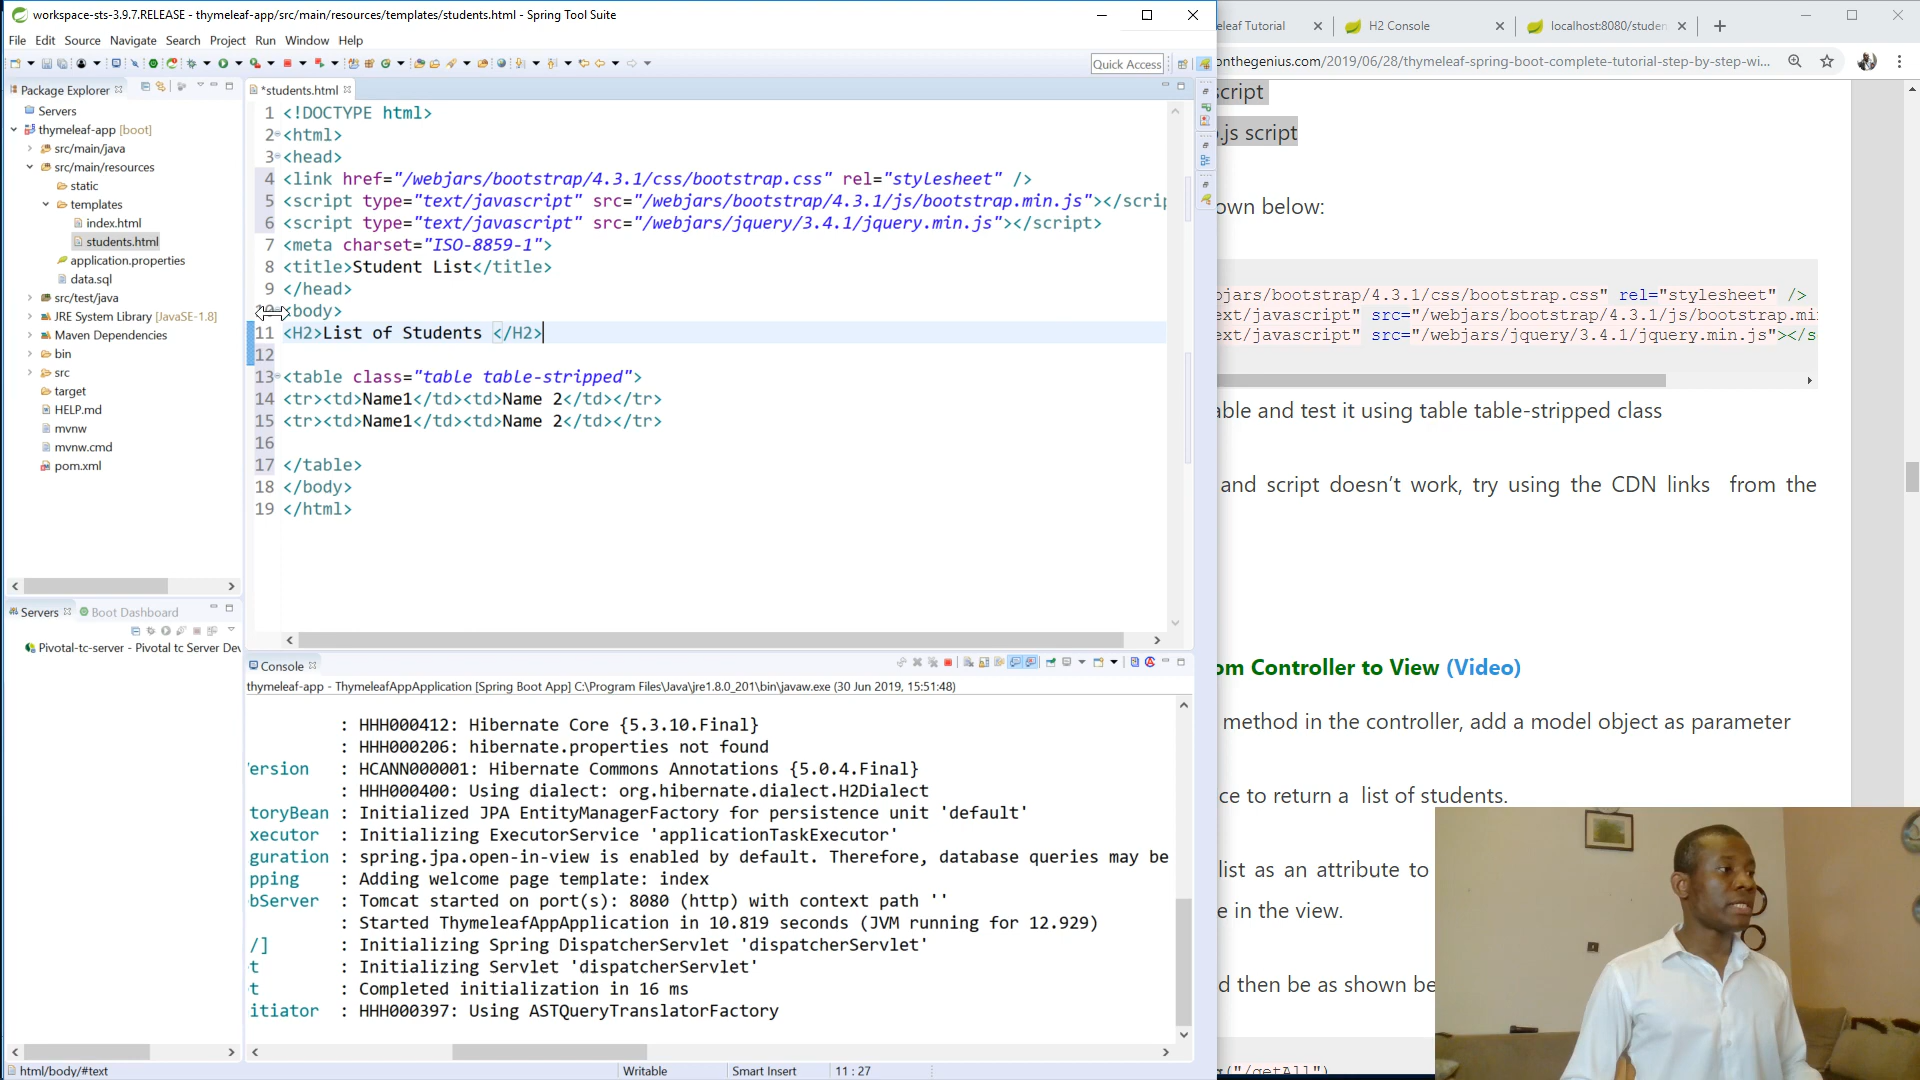 workspace-sts-3.9.7.RELEASE - thymeleaf-app/src/main/resources/templates/students.html - Spring Tool Suite
File Edit Source Navigate Search Project Run Window Help
Quick Access
Package Explorer
Servers
thymeleaf-app [boot]
src/main/java
src/main/resources
static
templates
index.html
students.html
application.properties
data.sql
src/test/java
JRE System Library [JavaSE-1.8]
Maven Dependencies
bin
src
target
HELP.md
mvnw
mvnw.cmd
pom.xml
Servers Boot Dashboard
Pivotal-tc-server - Pivotal tc Server Dev
*students.html
1 <!DOCTYPE html>
2 <html>
3 <head>
4 <link href="/webjars/bootstrap/4.3.1/css/bootstrap.css" rel="stylesheet" />
5 <script type="text/javascript" src="/webjars/bootstrap/4.3.1/js/bootstrap.min.js"></scrip
6 <script type="text/javascript" src="/webjars/jquery/3.4.1/jquery.min.js"></script>
7 <meta charset="ISO-8859-1">
8 <title>Student List</title>
9 </head>
10 <body>
11 <H2>List of Students </H2>
12
13 <table class="table table-stripped">
14 <tr><td>Name1</td><td>Name 2</td></tr>
15 <tr><td>Name1</td><td>Name 2</td></tr>
16
17 </table>
18 </body>
19 </html>
Console
thymeleaf-app - ThymeleafAppApplication [Spring Boot App] C:\Program Files\Java\jre1.8.0_201\bin\javaw.exe (30 Jun 2019, 15:51:48)
: HHH000412: Hibernate Core {5.3.10.Final}
: HHH000206: hibernate.properties not found
ersion : HCANN000001: Hibernate Commons Annotations {5.0.4.Final}
: HHH000400: Using dialect: org.hibernate.dialect.H2Dialect
toryBean : Initialized JPA EntityManagerFactory for persistence unit 'default'
xecutor : Initializing ExecutorService 'applicationTaskExecutor'
guration : spring.jpa.open-in-view is enabled by default. Therefore, database queries may be
pping : Adding welcome page template: index
bServer : Tomcat started on port(s): 8080 (http) with context path ''
: Started ThymeleafAppApplication in 10.819 seconds (JVM running for 12.929)
/] : Initializing Spring DispatcherServlet 'dispatcherServlet'
t : Initializing Servlet 'dispatcherServlet'
t : Completed initialization in 16 ms
itiator : HHH000397: Using ASTQueryTranslatorFactory
html/body/#text Writable Smart Insert 11 : 27
eleaf Tutorial H2 Console localhost:8080/studen
onthegenius.com/2019/06/28/thymeleaf-spring-boot-complete-tutorial-step-by-step-wi...
script
.js script
own below:
bjars/bootstrap/4.3.1/css/bootstrap.css" rel="stylesheet" />
ext/javascript" src="/webjars/bootstrap/4.3.1/js/bootstrap.mi
ext/javascript" src="/webjars/jquery/3.4.1/jquery.min.js"></s
able and test it using table table-stripped class
and script doesn't work, try using the CDN links from the
om Controller to View (Video)
method in the controller, add a model object as parameter
ce to return a list of students.
list as an attribute to
e in the view.
d then be as shown be
g("/getAll")